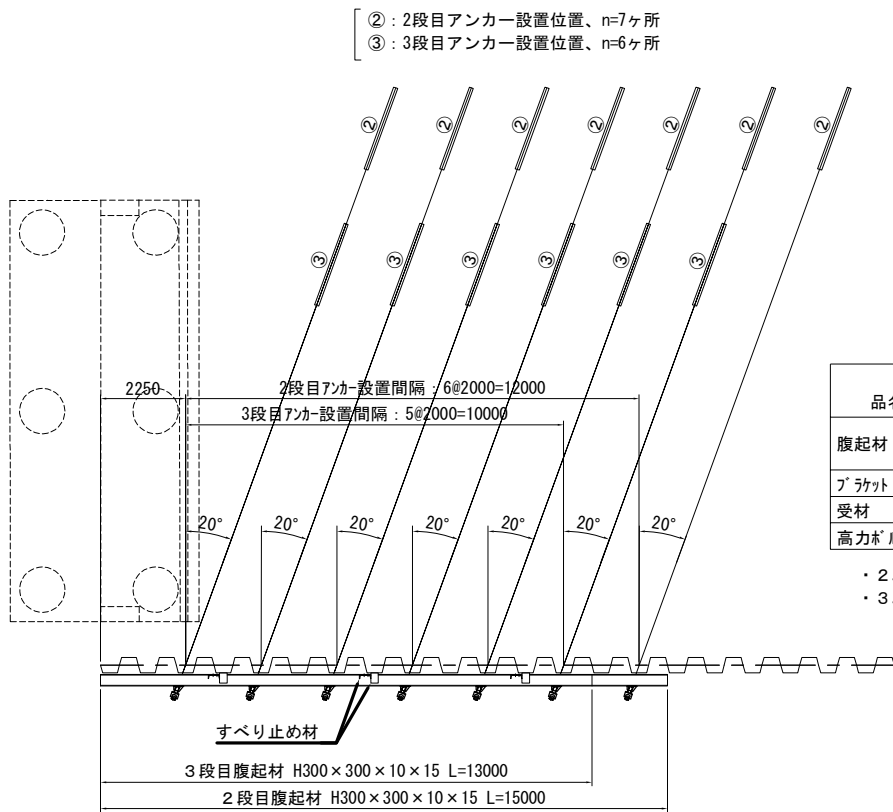 ②：2段目アンカー設置位置、n=7ヶ所
③：3段目アンカー設置位置、n=6ヶ所
② ② ② ② ② ② ②
③ ③ ③ ③ ③ ③
2250 2段目アンカー設置間隔：6@2000=12000
3段目アンカー設置間隔：5@2000=10000
20° 20° 20° 20° 20° 20° 20°
品名
腹起材
ブラケット
受材
高力ボル
・２.
・３.
すべり止め材
３段目腹起材 H300×300×10×15 L=13000
２段目腹起材 H300×300×10×15 L=15000